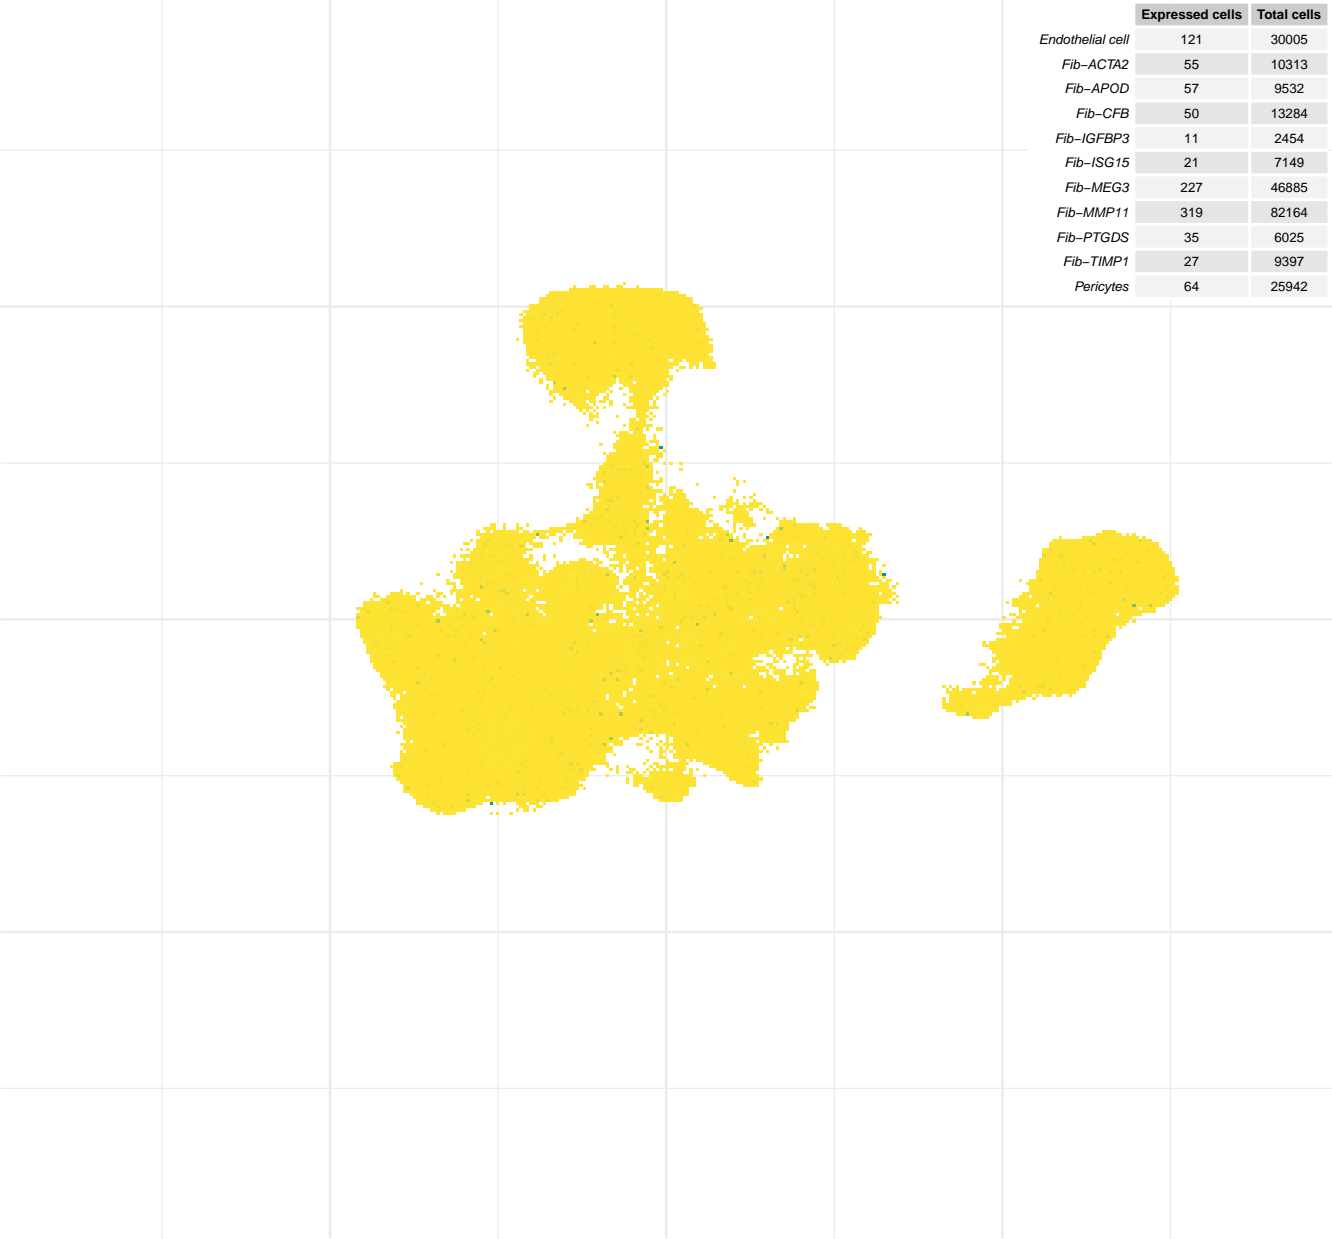 Expressed cells Total cells
Endothelial cell 121 30005
Fib−ACTA2 55 10313
Fib−APOD 57 9532
Fib−CFB 50 13284
Fib−IGFBP3 11 2454
Fib−ISG15 21 7149
Fib−MEG3 227 46885
Fib−MMP11 319 82164
Fib−PTGDS 35 6025
Fib−TIMP1 27 9397
Pericytes 64 25942